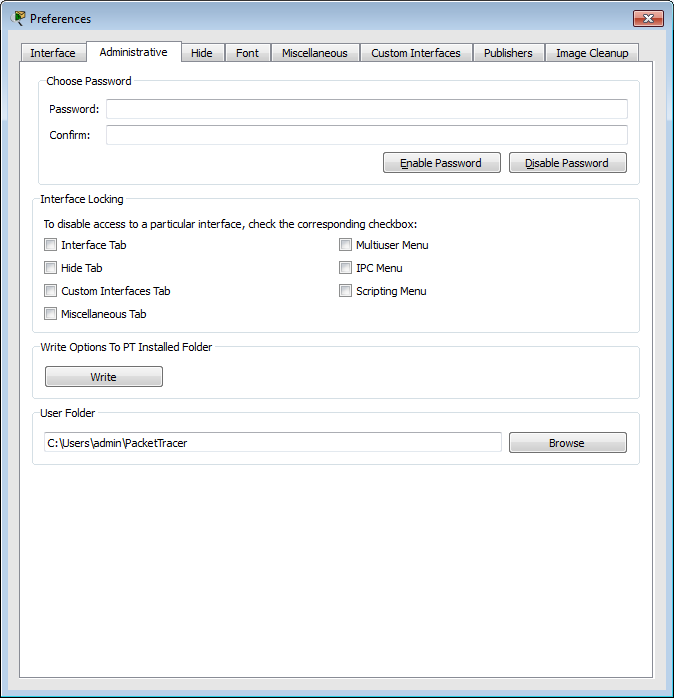 Preferences
Interface Administrative Hide Font Miscellaneous Custom Interfaces Publishers Image Cleanup
Choose Password
Password:
Confirm:
Enable Password Disable Password
Interface Locking
To disable access to a particular interface, check the corresponding checkbox:
Interface Tab Multiuser Menu
Hide Tab IPC Menu
Custom Interfaces Tab Scripting Menu
Miscellaneous Tab
Write Options To PT Installed Folder
Write
User Folder
C:\Users\admin\PacketTracer Browse